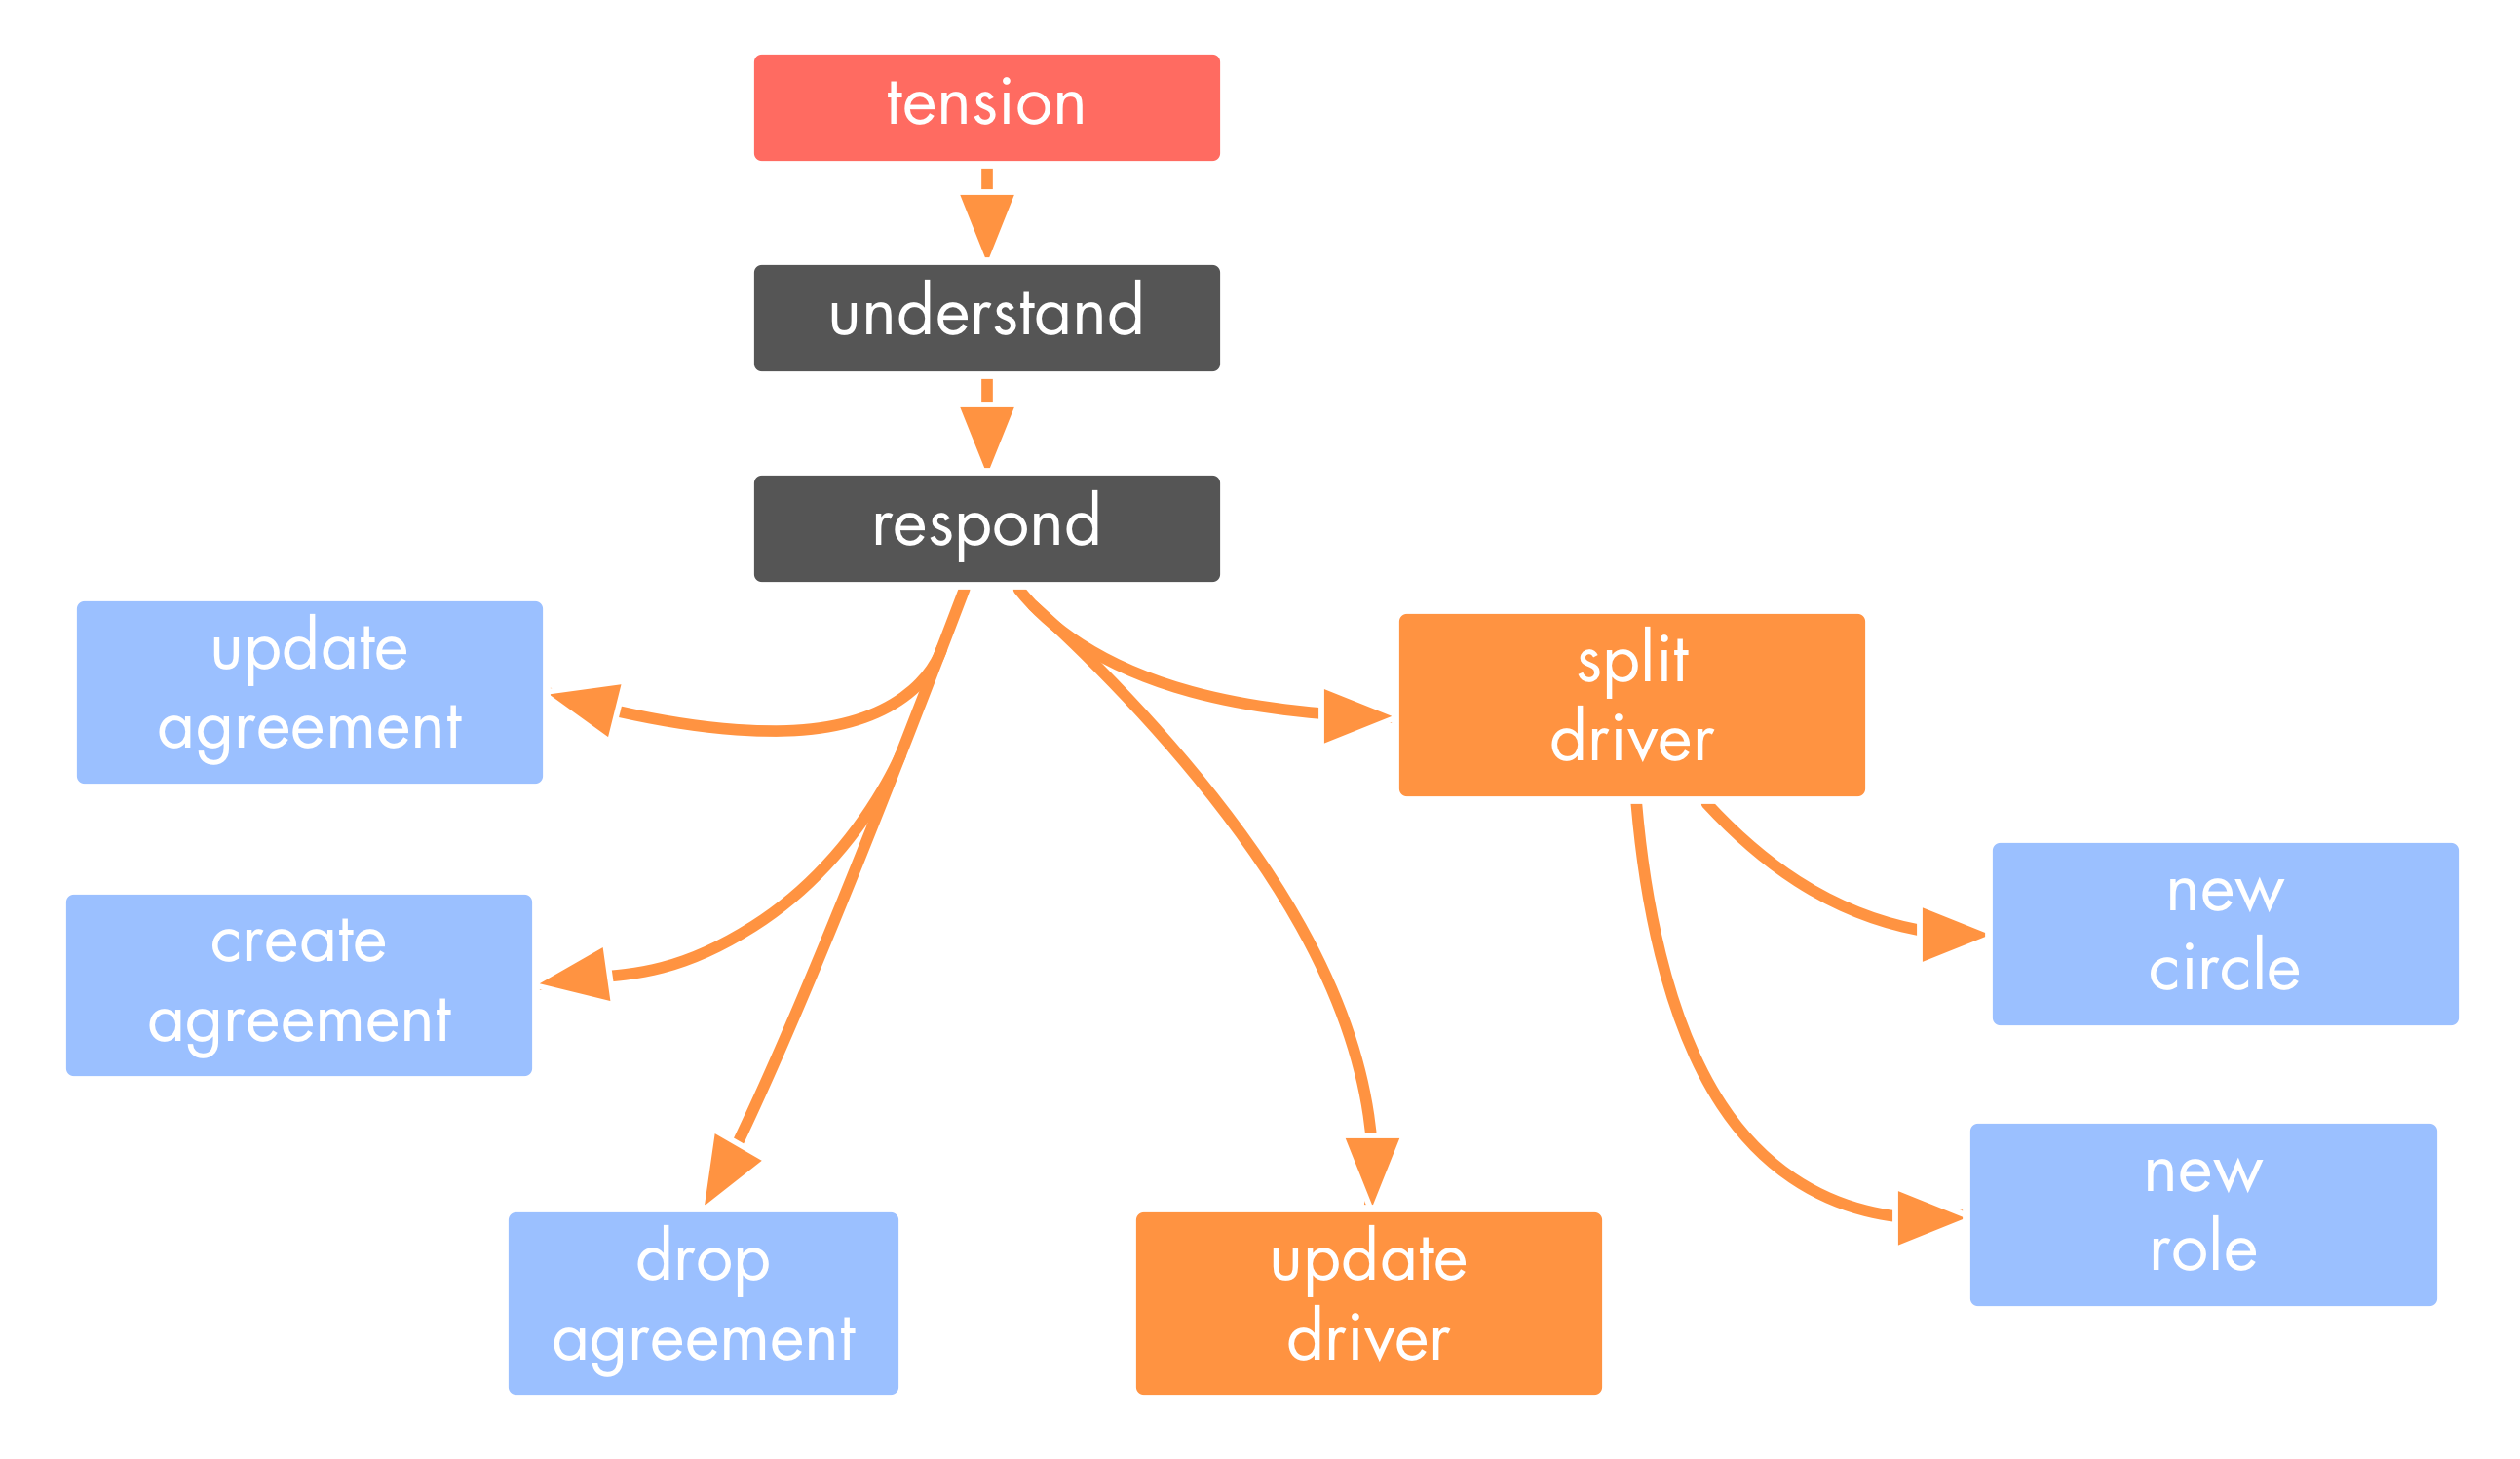 tension
understand
respond
update
agreement
split
driver
create
agreement
new
circle
drop
agreement
update
driver
new
role